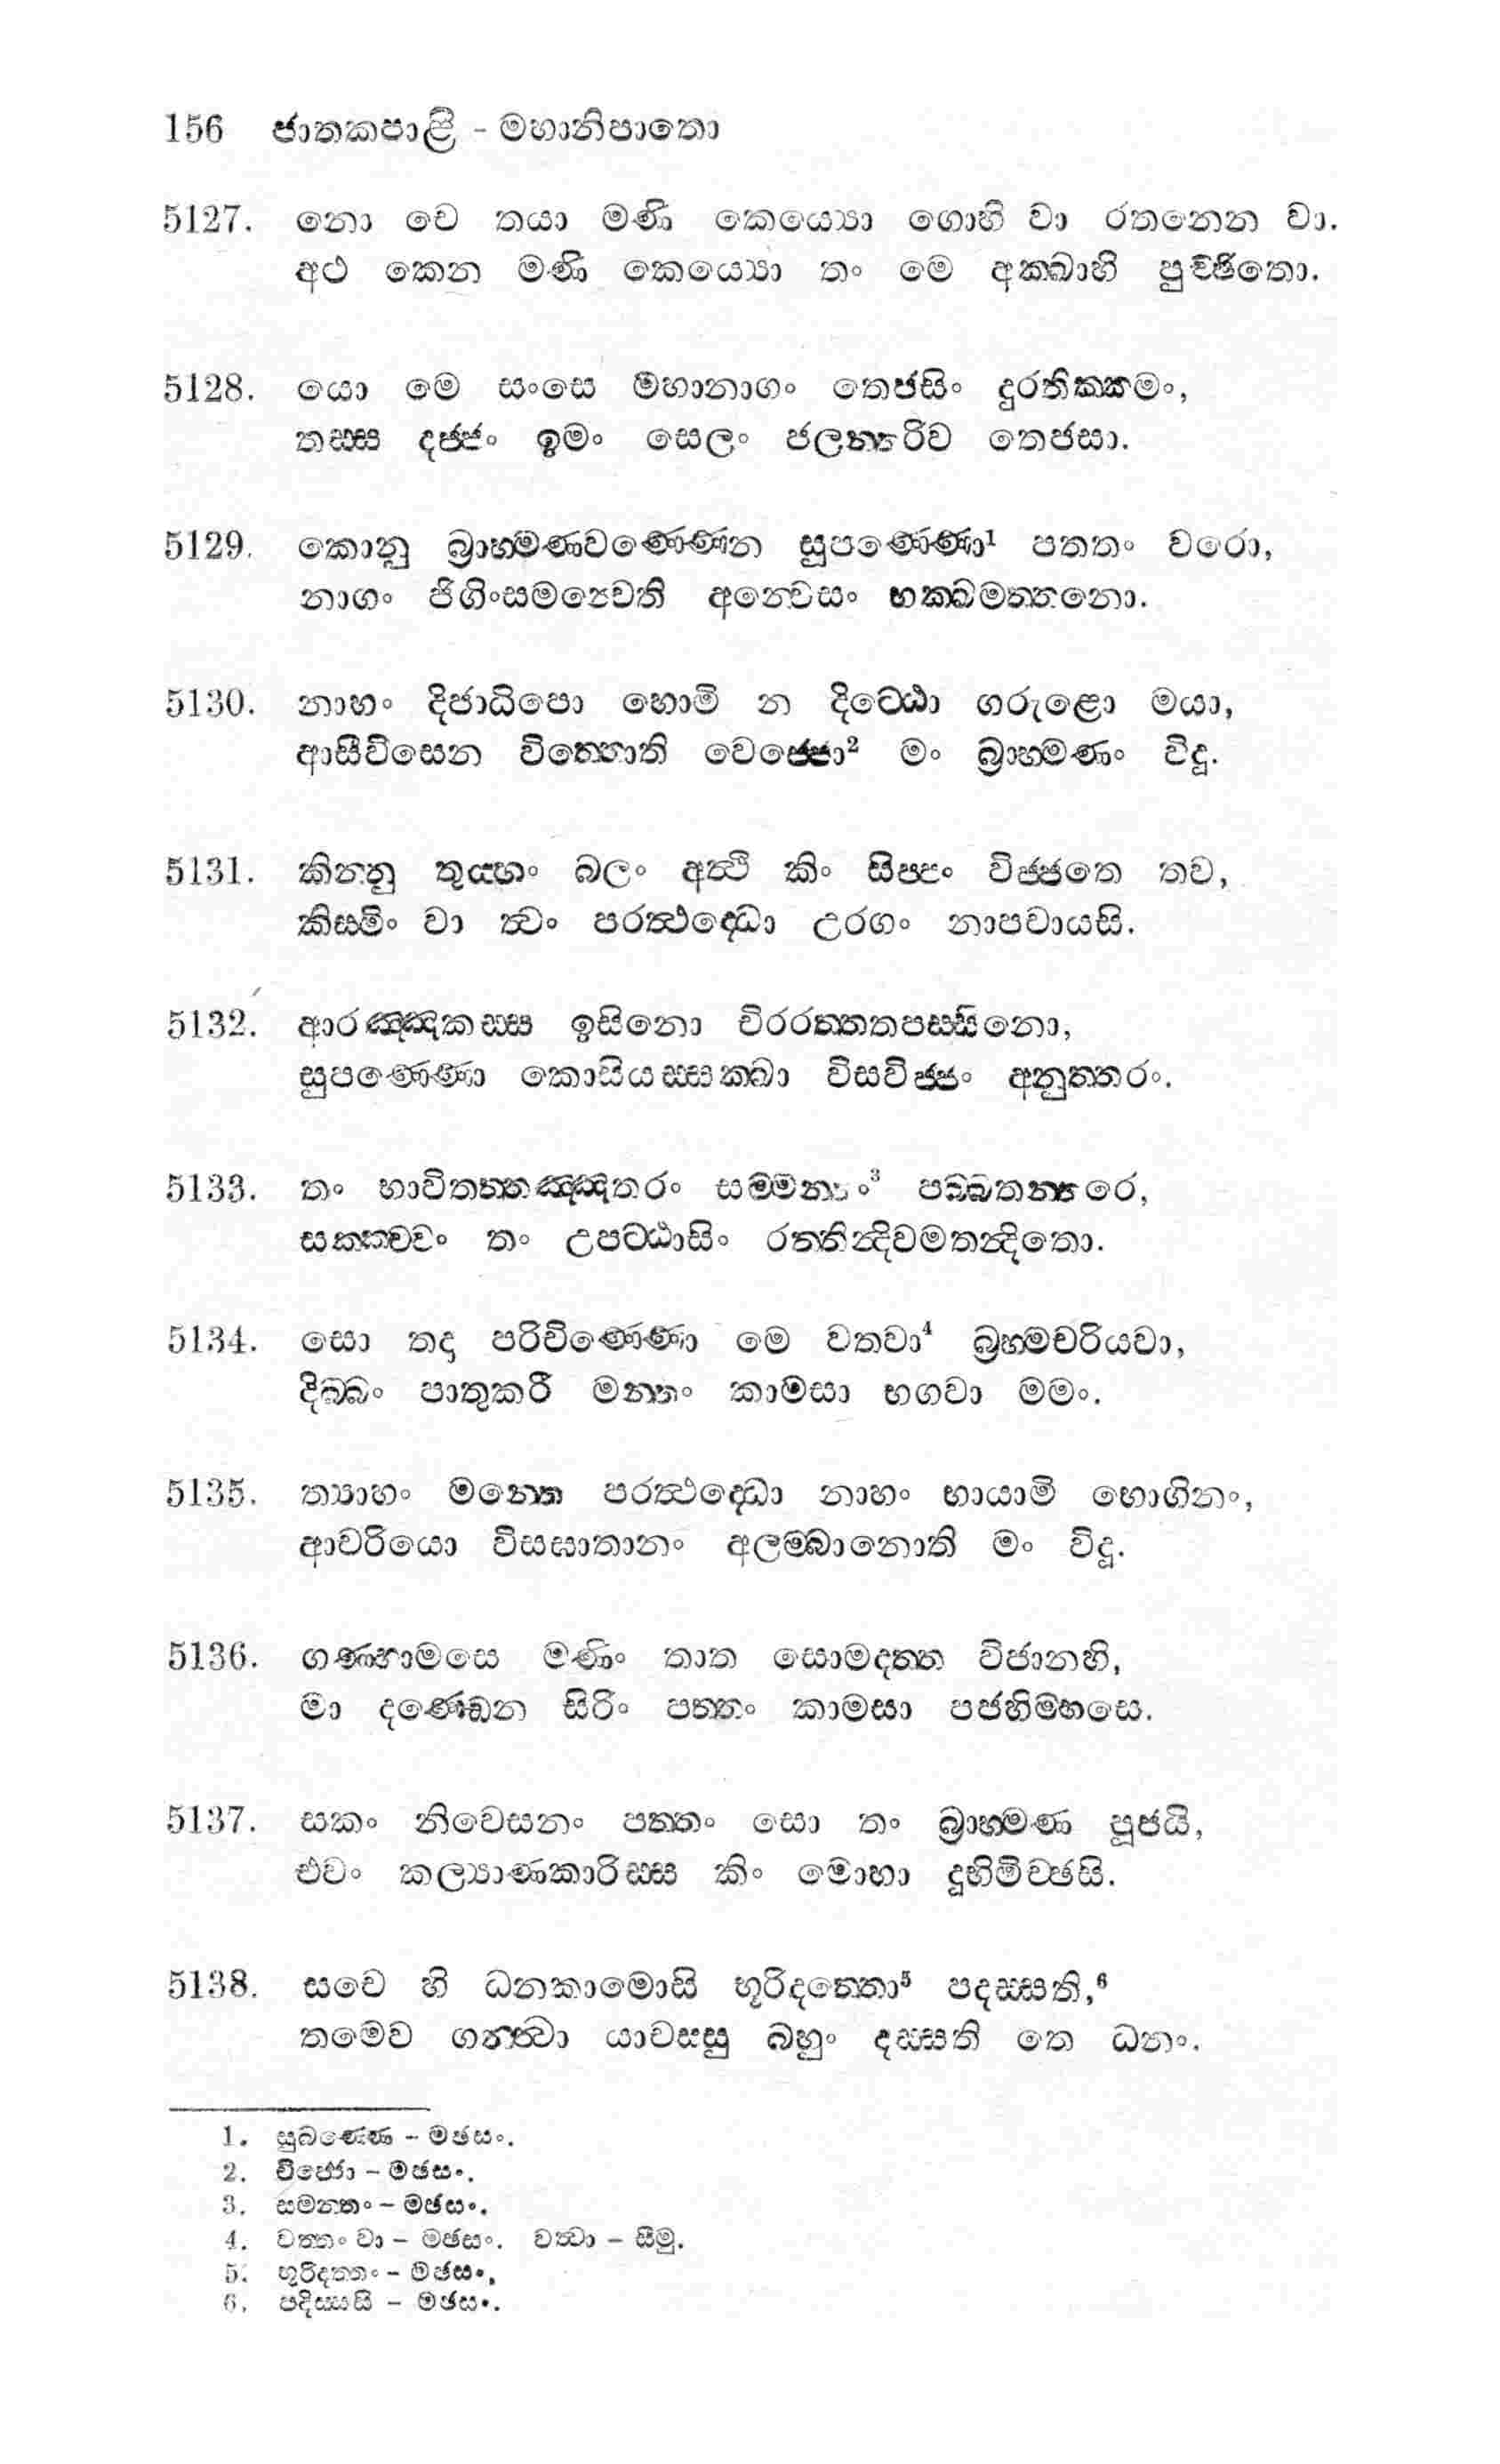 156 ජාතකපාළි - මහානිපාතො
5127. නො චෙ තයා මණි කෙය්‍යො ගොහි වා රතනෙන වා.
අථ කෙන මණි කෙය්‍යො තං මෙ අක්ඛාහි පුච්ඡිතො.
5128. යො මෙ සංසෙ මහානාගං තෙජසිං දුරතික්කමං,
තස්ස දජ්ජං ඉමං සෙලං ජලන්තරිව තෙජසා.
5129. කොනු බ්‍රාහ්මණවණ්ණෙන සුපණ්ණො¹ පතතං වරො,
නාගං ජිගිංසමන්‍වෙති අන්වෙසං භක්ඛමත්තනො.
5130. නාහං දිජාධිපො හොමි න දිට්ඨො ගරුළො මයා,
ආසීවිසෙන විත්තොති වෙජ්ජො² මං බ්‍රාහ්මණං විදූ.
5131. කින්නු තුය්හං බලං අත්ථි කිං සිප්පං විජ්ජතෙ තව,
කිස්මිං වා ත්වං පරත්ථද්ධො උරගං නාපචායසි.
5132. ආරඤ්ඤකස්ස ඉසිනො චිරරත්තතපස්සිනො,
සුපණ්ණො කොසියස්සක්ඛා විසවිජ්ජං අනුත්තරං.
5133. තං භාවිතත්තඤ්ඤතරං සම්මන්තං³ පබ්බතන්තරෙ,
සක්කච්චං තං උපට්ඨාසිං රත්තින්දිවමතන්දිතො.
5134. සො තදා පරිචිණ්ණො මෙ වතවා⁴ බ්‍රහ්මචරියවා,
දිබ්බං පාතුකරී මන්තං කාමසා භගවා මමං.
5135. ත්‍යාහං මන්තෙ පරත්ථද්ධො නාහං භායාමි භොගිනං,
ආචරියො විසඝාතානං අලම්බානොති මං විදූ.
5136. ගණ්හාමසෙ මණිං තාත සොමදත්ත විජානහි,
මා දණ්ඩෙන සිරිං පත්තං කාමසා පජහිම්හසෙ.
5137. සකං නිවෙසනං පත්තං සො තං බ්‍රාහ්මණ පූජයි,
එවං කල්‍යාණකාරිස්ස කිං මොහා දූභිමිච්ඡසි.
5138. සචෙ හි ධනකාමොසි භූරිදත්තො⁵ පදස්සති,⁶
තමෙව ගන්ත්වා යාචස්සු බහුං දස්සති තෙ ධනං.
1. සුබණ්ණෙ - මඡසං.
2. විජ්ජො - මඡසං.
3. සමන්තං - මඡසං.
4. වත්තං වා - මඡසං. වත්වා - සීමු.
5. භූරිදත්තං - මඡසං.
6. පදිස්සසි - මඡසං.